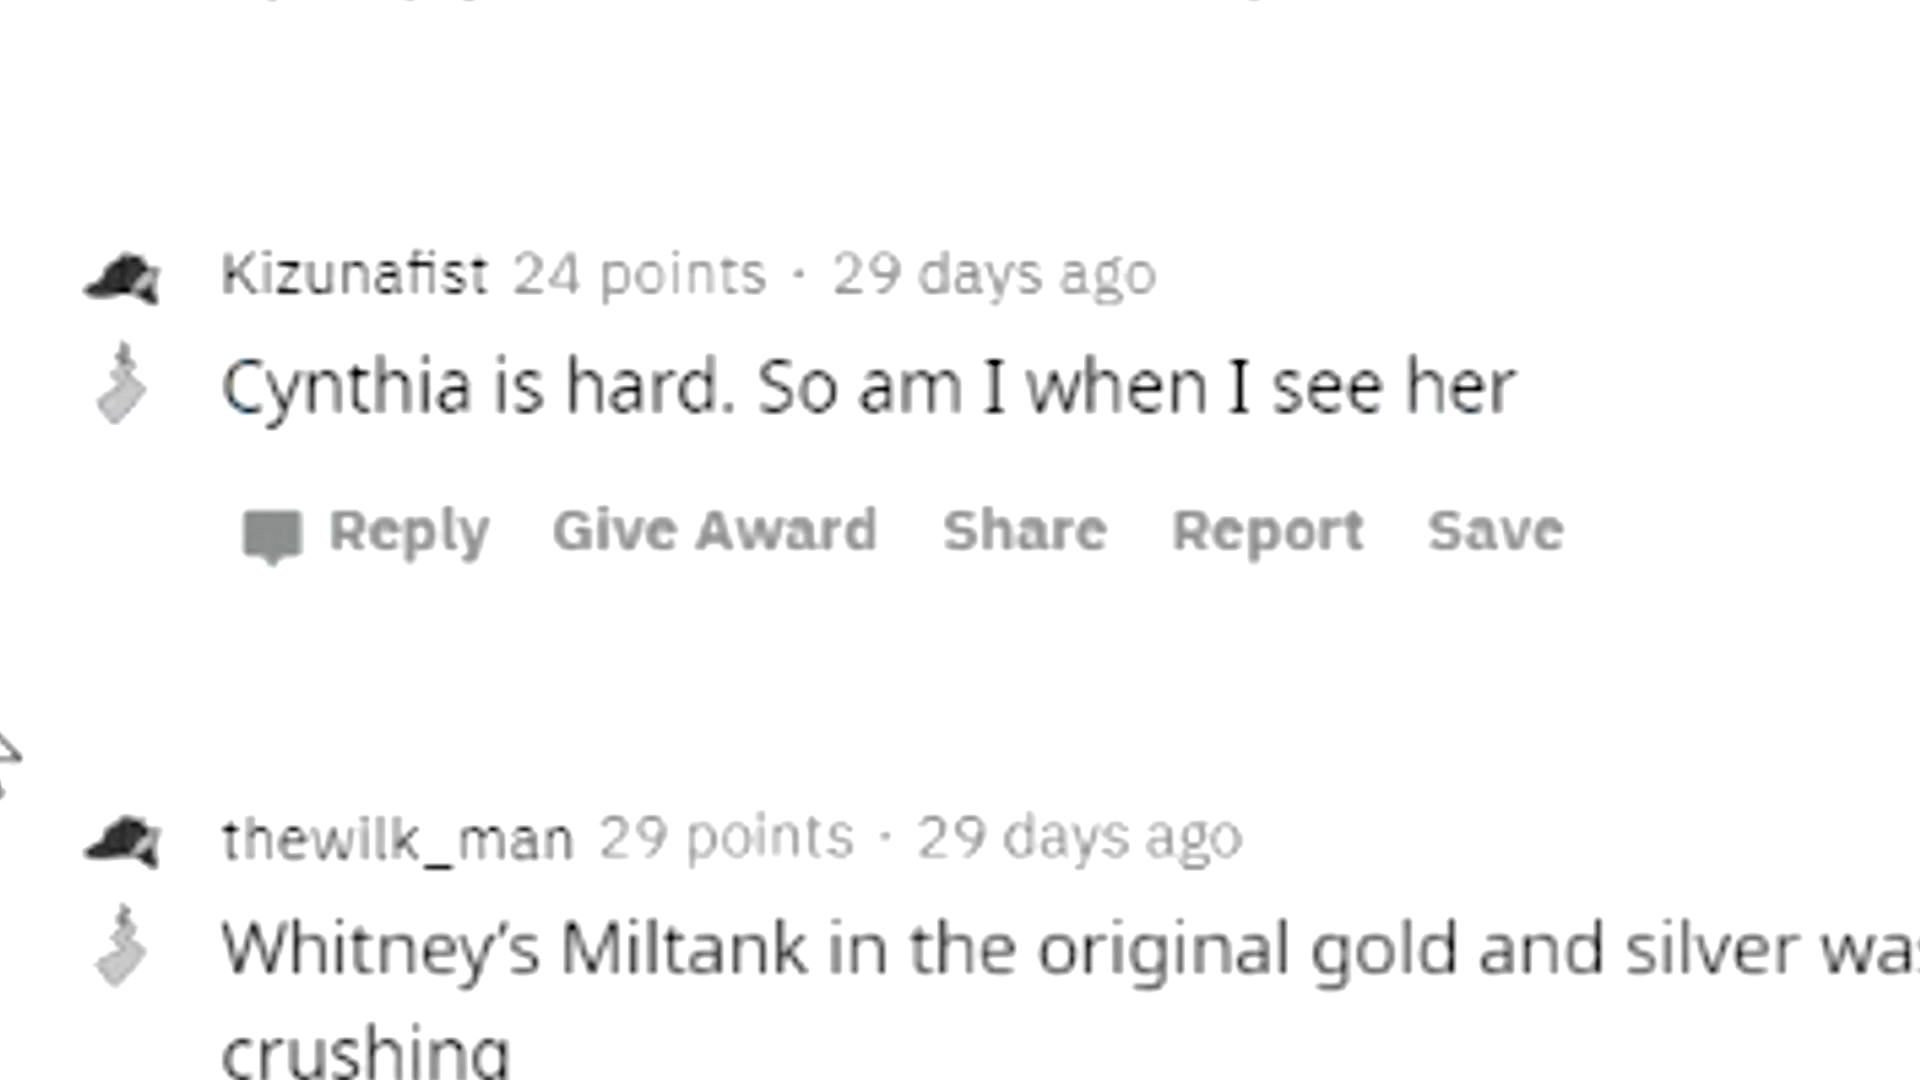 Kizunafist 24 points · 29 days ago
Cynthia is hard. So am I when I see her
Reply Give Award Share Report Save
thewilk_man 29 points · 29 days ago
Whitney’s Miltank in the original gold and silver was
crushing